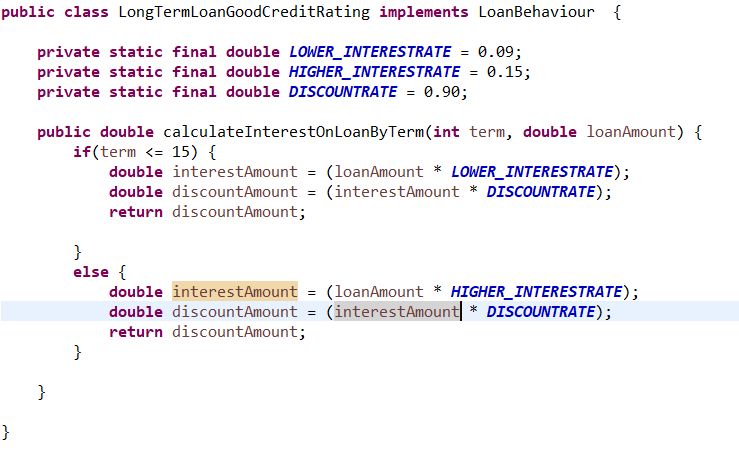 public class LongTermLoanGoodCreditRating implements LoanBehaviour  {
    private static final double LOWER_INTERESTRATE = 0.09;
    private static final double HIGHER_INTERESTRATE = 0.15;
    private static final double DISCOUNTRATE = 0.90;
    public double calculateInterestOnLoanByTerm(int term, double loanAmount) {
        if(term <= 15) {
            double interestAmount = (loanAmount * LOWER_INTERESTRATE);
            double discountAmount = (interestAmount * DISCOUNTRATE);
            return discountAmount;
        }
        else {
            double interestAmount = (loanAmount * HIGHER_INTERESTRATE);
            double discountAmount = (interestAmount * DISCOUNTRATE);
            return discountAmount;
        }
    }
}